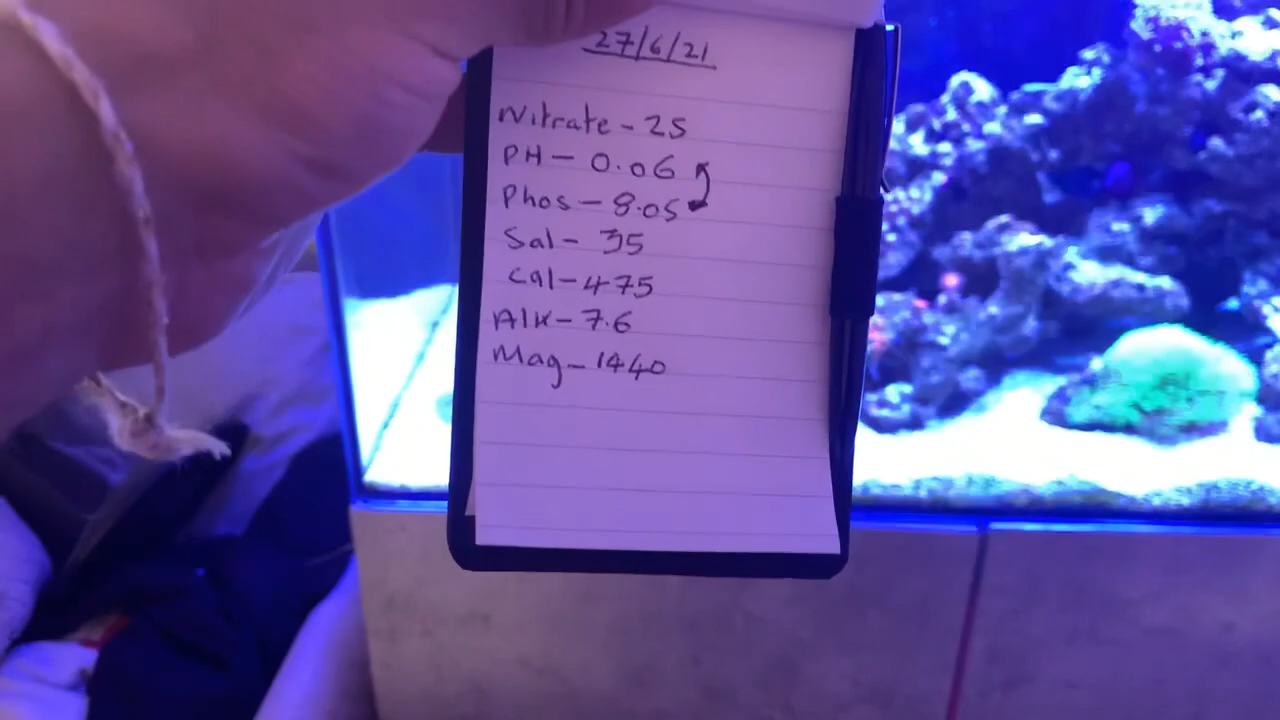 27/6/21
Nitrate - 25
PH - 0.06
Phos - 8.05
Sal - 35
Cal - 475
Alk - 7.6
Mag - 1440